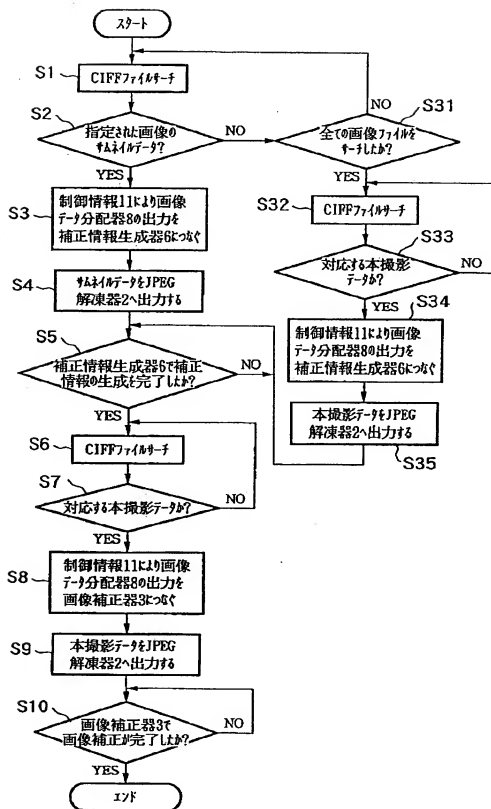 スタート
S1
CIFFファイルサーチ
S2
指定された画像の
サムネイルデータ?
NO
YES
S31
全ての画像ファイルを
サーチしたか?
NO
YES
S3
制御情報11により画像
データ分配器8の出力を
補正情報生成器6につなぐ
S32
CIFFファイルサーチ
S33
対応する本撮影
データか?
NO
YES
S4
サムネイルデータをJPEG
解凍器2へ出力する
S34
制御情報11により画像
データ分配器8の出力を
補正情報生成器6につなぐ
S5
補正情報生成器6で補正
情報の生成を完了したか?
NO
YES
本撮影データをJPEG
解凍器2へ出力する
S35
S6
CIFFファイルサーチ
S7
対応する本撮影データか?
NO
YES
S8
制御情報11により画像
データ分配器8の出力を
画像補正器3につなぐ
S9
本撮影データをJPEG
解凍器2へ出力する
S10
画像補正器3で
画像補正が完了したか?
NO
YES
エンド